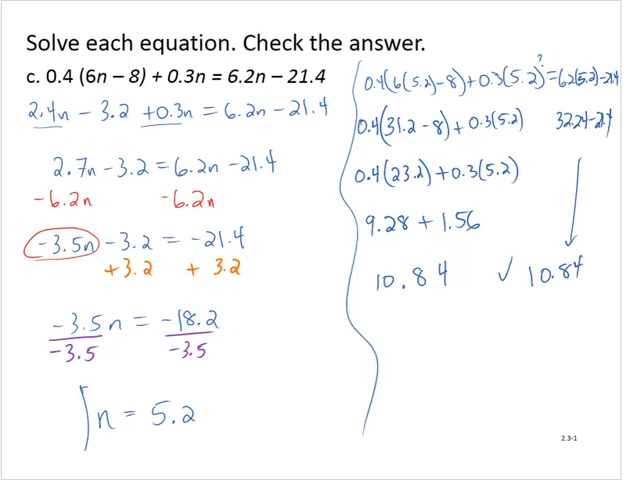 Solve each equation. Check the answer.
c. 0.4 (6n – 8) + 0.3n = 6.2n – 21.4
2.4n - 3.2 + 0.3n = 6.2n - 21.4
2.7n - 3.2 = 6.2n - 21.4
-6.2n -6.2n
-3.5n - 3.2 = -21.4
+3.2 + 3.2
-3.5n = -18.2
-3.5 -3.5
n = 5.2
0.4(6(5.2)-8)+0.3(5.2) ?= 6.2(5.2)-21.4
0.4(31.2-8)+0.3(5.2) 32.24-21.4
0.4(23.2)+0.3(5.2)
9.28 + 1.56
10.84 ✓ 10.84
2.3-1